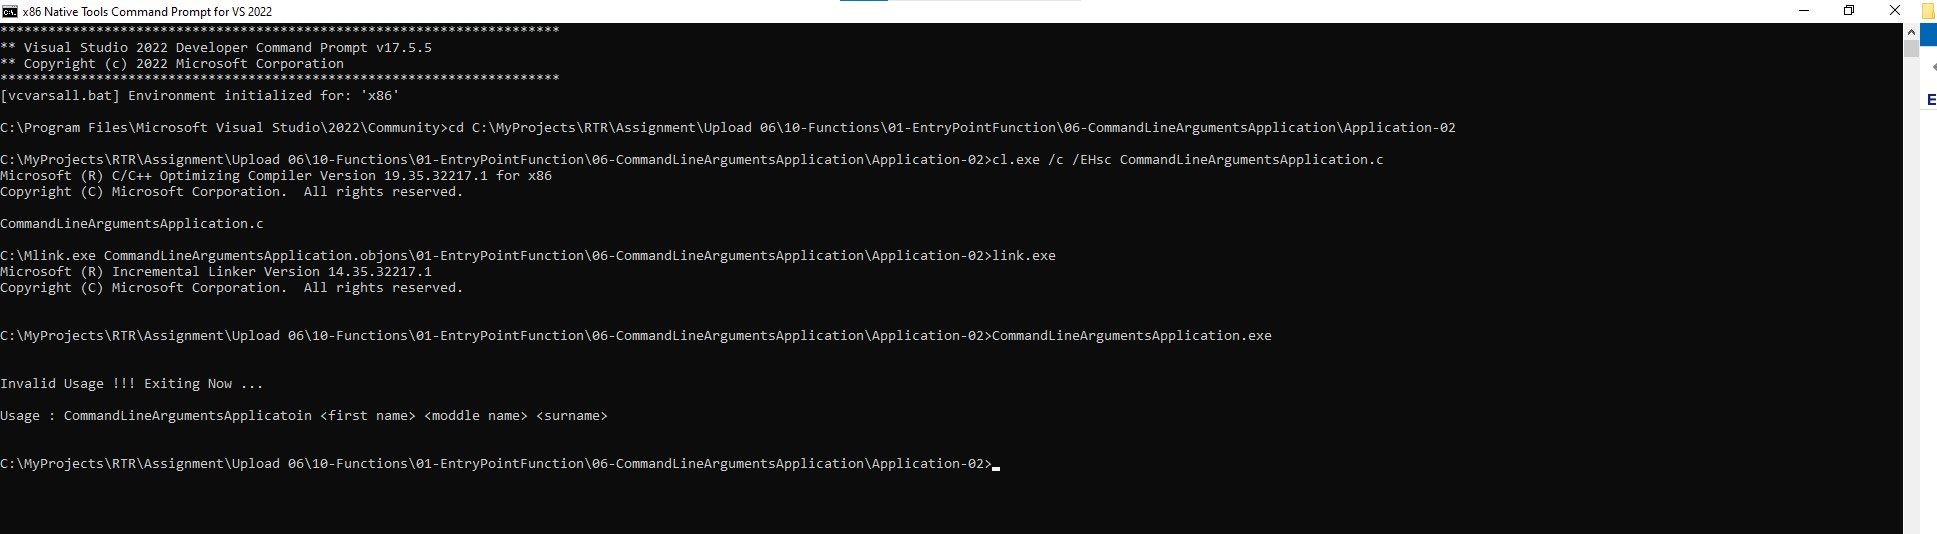 x86 Native Tools Command Prompt for VS 2022
**********************************************************************
** Visual Studio 2022 Developer Command Prompt v17.5.5
** Copyright (c) 2022 Microsoft Corporation
**********************************************************************
[vcvarsall.bat] Environment initialized for: 'x86'
C:\Program Files\Microsoft Visual Studio\2022\Community>cd C:\MyProjects\RTR\Assignment\Upload 06\10-Functions\01-EntryPointFunction\06-CommandLineArgumentsApplication\Application-02
C:\MyProjects\RTR\Assignment\Upload 06\10-Functions\01-EntryPointFunction\06-CommandLineArgumentsApplication\Application-02>cl.exe /c /EHsc CommandLineArgumentsApplication.c
Microsoft (R) C/C++ Optimizing Compiler Version 19.35.32217.1 for x86
Copyright (C) Microsoft Corporation.  All rights reserved.
CommandLineArgumentsApplication.c
C:\Mlink.exe CommandLineArgumentsApplication.objons\01-EntryPointFunction\06-CommandLineArgumentsApplication\Application-02>link.exe
Microsoft (R) Incremental Linker Version 14.35.32217.1
Copyright (C) Microsoft Corporation.  All rights reserved.
C:\MyProjects\RTR\Assignment\Upload 06\10-Functions\01-EntryPointFunction\06-CommandLineArgumentsApplication\Application-02>CommandLineArgumentsApplication.exe
Invalid Usage !!! Exiting Now ...
Usage : CommandLineArgumentsApplicatoin <first name> <moddle name> <surname>
C:\MyProjects\RTR\Assignment\Upload 06\10-Functions\01-EntryPointFunction\06-CommandLineArgumentsApplication\Application-02>